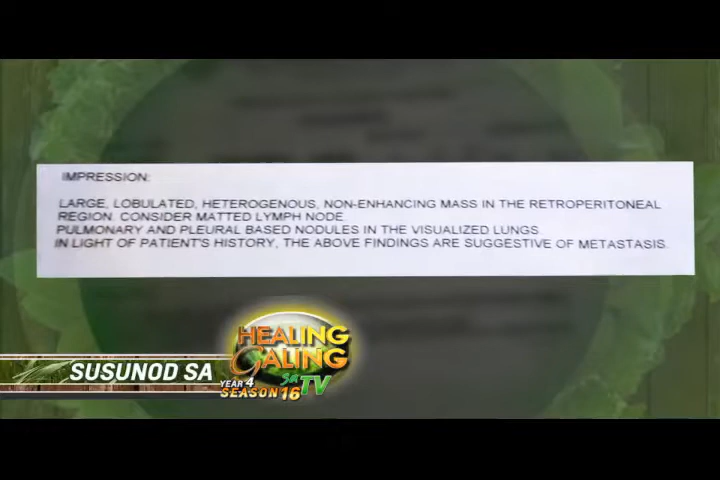 IMPRESSION:
LARGE, LOBULATED, HETEROGENOUS, NON-ENHANCING MASS IN THE RETROPERITONEAL
REGION. CONSIDER MATTED LYMPH NODE.
PULMONARY AND PLEURAL BASED NODULES IN THE VISUALIZED LUNGS.
IN LIGHT OF PATIENT'S HISTORY, THE ABOVE FINDINGS ARE SUGGESTIVE OF METASTASIS.
SUSUNOD SA
HEALING
GALING
sa TV
YEAR 4
SEASON 16